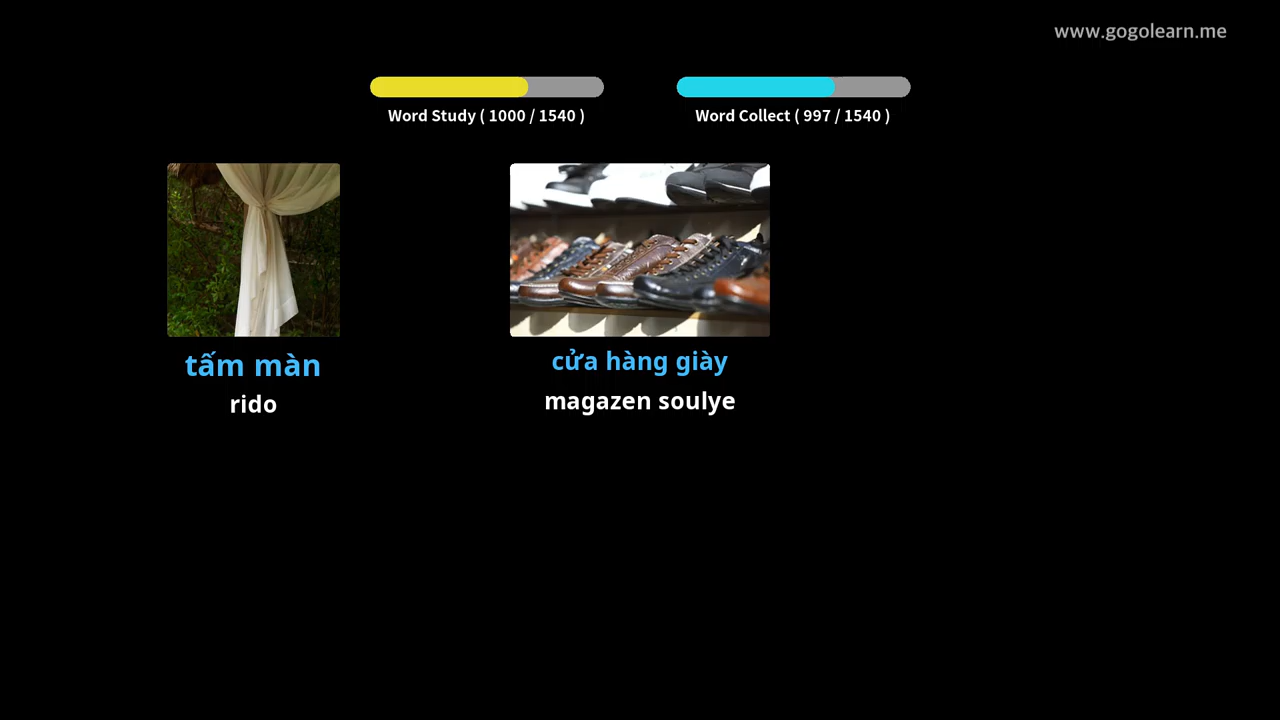 www.gogolearn.me
Word Study ( 1000 / 1540 )
Word Collect ( 997 / 1540 )
tấm màn
rido
cửa hàng giày
magazen soulye